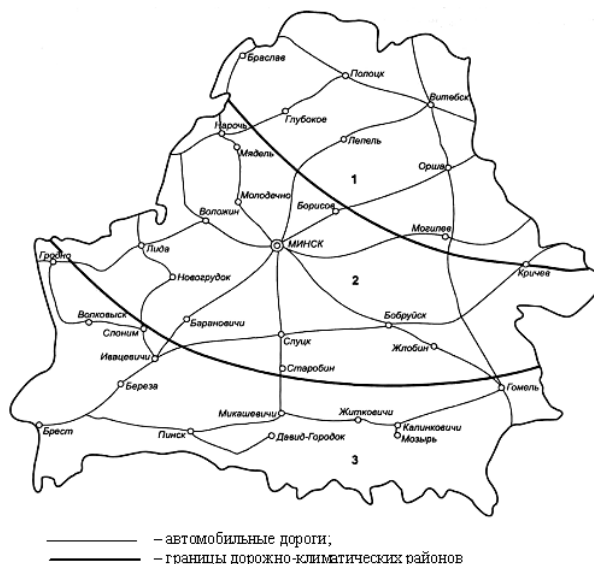 Браслав
Полоцк
Витебск
Глубокое
Нарочь
Лепель
Мядель
Орша
1
Молодечно
Борисов
Воложин
Могилев
МИНСК
Гродно
Лида
Кричев
Новогрудок
2
Волковыск
Слоним
Барановичи
Бобруйск
Слуцк
Жлобин
Ивацевичи
Старобин
Береза
Гомель
Микашевичи
Житковичи
Брест
Пинск
Давид-Городок
Калинковичи
Мозырь
3
– автомобильные дороги;
– границы дорожно-климатических районов